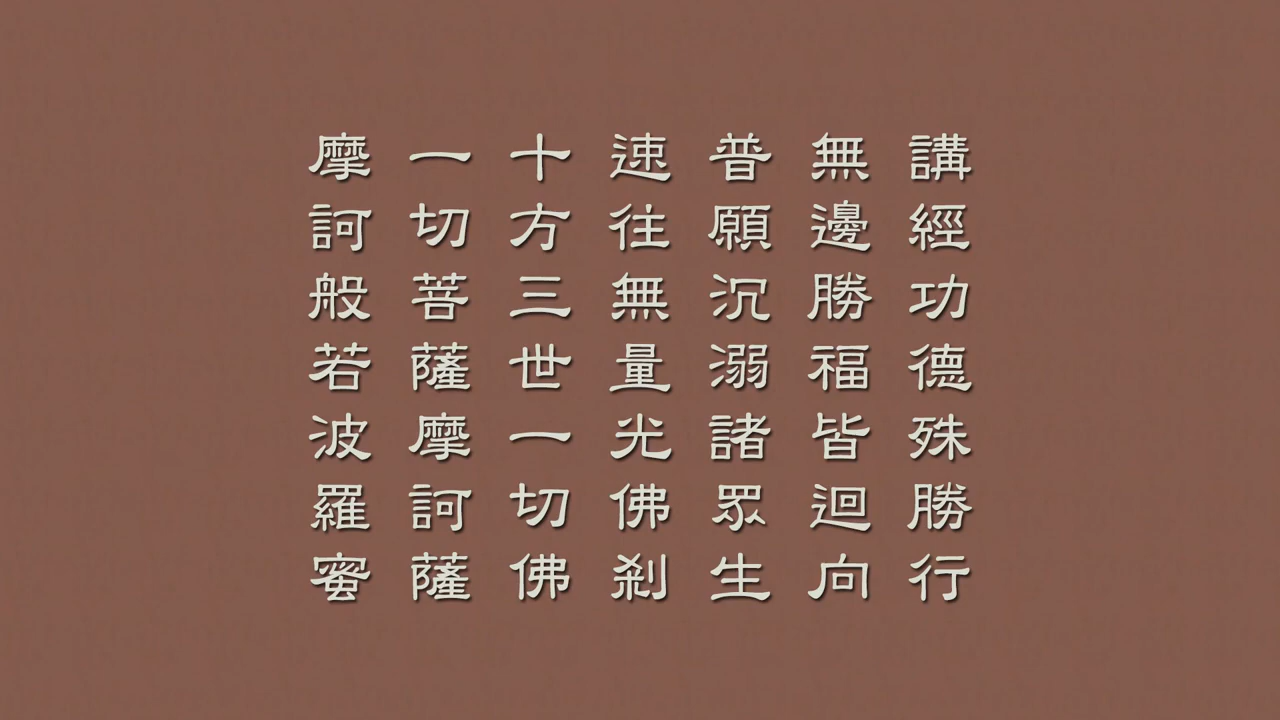 講經功德殊勝行
無邊勝福皆迴向
普願沉溺諸眾生
速往無量光佛剎
十方三世一切佛
一切菩薩摩訶薩
摩訶般若波羅蜜